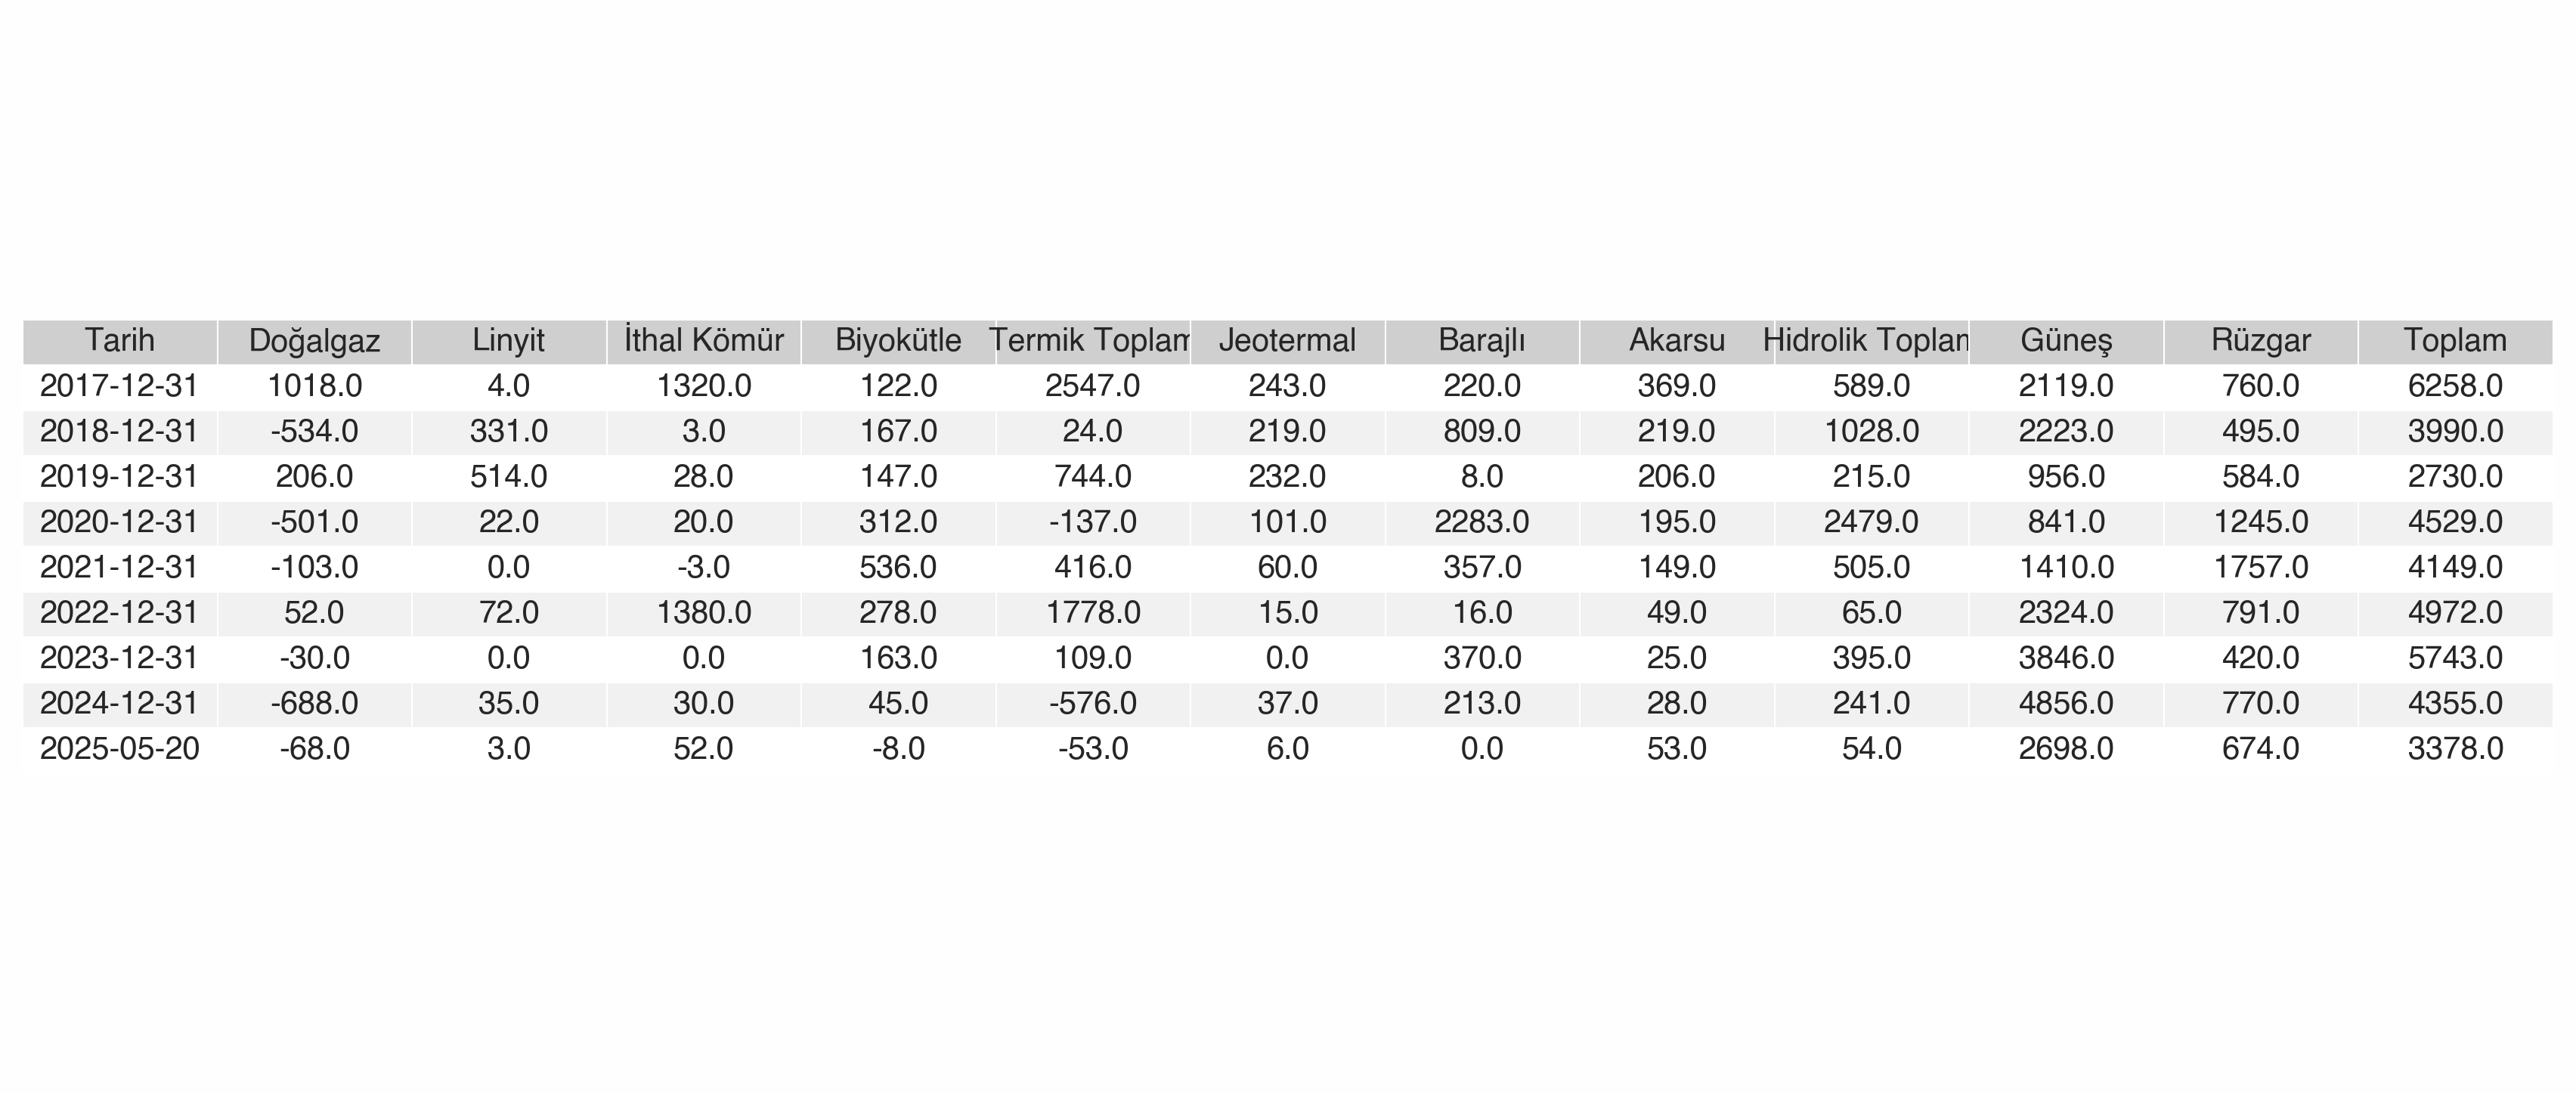 Tarih Doğalgaz Linyit İthal Kömür Biyokütle Termik Toplam Jeotermal Barajlı Akarsu Hidrolik Toplam Güneş Rüzgar Toplam
2017-12-31 1018.0 4.0 1320.0 122.0 2547.0 243.0 220.0 369.0 589.0 2119.0 760.0 6258.0
2018-12-31 -534.0 331.0 3.0 167.0 24.0 219.0 809.0 219.0 1028.0 2223.0 495.0 3990.0
2019-12-31 206.0 514.0 28.0 147.0 744.0 232.0 8.0 206.0 215.0 956.0 584.0 2730.0
2020-12-31 -501.0 22.0 20.0 312.0 -137.0 101.0 2283.0 195.0 2479.0 841.0 1245.0 4529.0
2021-12-31 -103.0 0.0 -3.0 536.0 416.0 60.0 357.0 149.0 505.0 1410.0 1757.0 4149.0
2022-12-31 52.0 72.0 1380.0 278.0 1778.0 15.0 16.0 49.0 65.0 2324.0 791.0 4972.0
2023-12-31 -30.0 0.0 0.0 163.0 109.0 0.0 370.0 25.0 395.0 3846.0 420.0 5743.0
2024-12-31 -688.0 35.0 30.0 45.0 -576.0 37.0 213.0 28.0 241.0 4856.0 770.0 4355.0
2025-05-20 -68.0 3.0 52.0 -8.0 -53.0 6.0 0.0 53.0 54.0 2698.0 674.0 3378.0